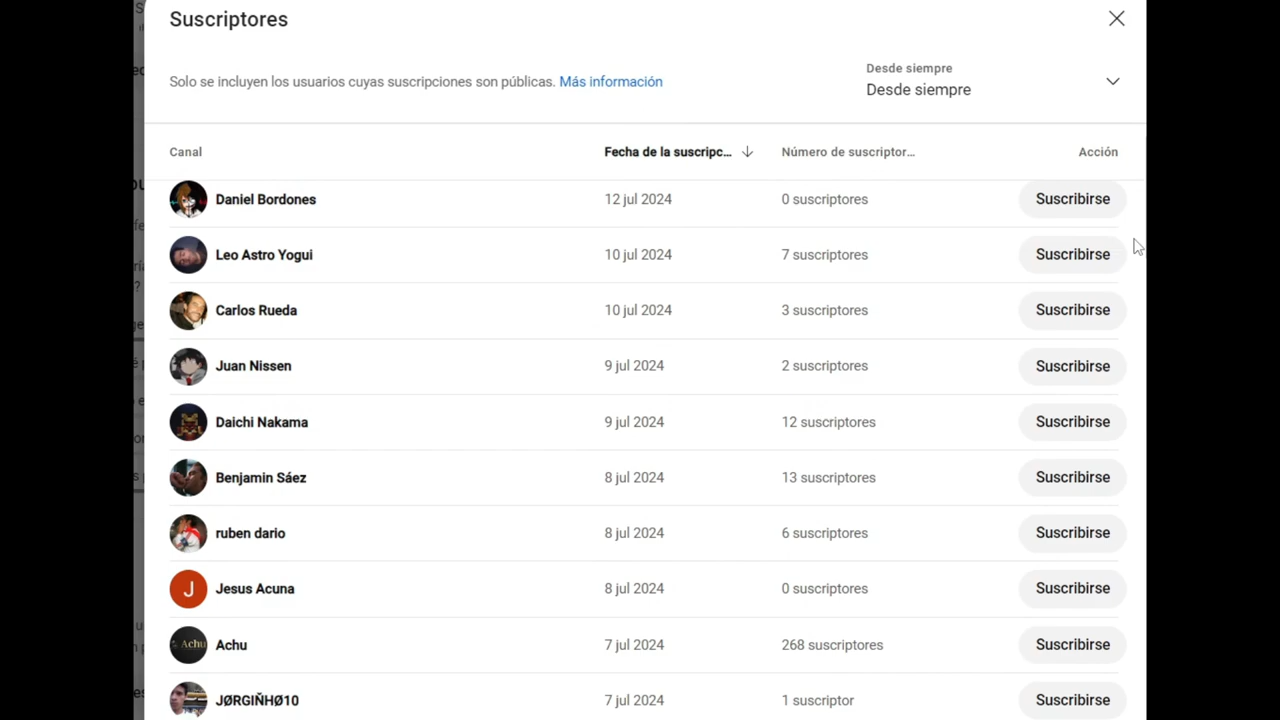 Suscriptores
Solo se incluyen los usuarios cuyas suscripciones son públicas. Más información
Desde siempre
Desde siempre
Canal Fecha de la suscripc... Número de suscriptor... Acción
Daniel Bordones 12 jul 2024 0 suscriptores Suscribirse
Leo Astro Yogui 10 jul 2024 7 suscriptores Suscribirse
Carlos Rueda 10 jul 2024 3 suscriptores Suscribirse
Juan Nissen 9 jul 2024 2 suscriptores Suscribirse
Daichi Nakama 9 jul 2024 12 suscriptores Suscribirse
Benjamin Sáez 8 jul 2024 13 suscriptores Suscribirse
ruben dario 8 jul 2024 6 suscriptores Suscribirse
J Jesus Acuna 8 jul 2024 0 suscriptores Suscribirse
Achu Achu 7 jul 2024 268 suscriptores Suscribirse
JØRGIÑHØ10 7 jul 2024 1 suscriptor Suscribirse